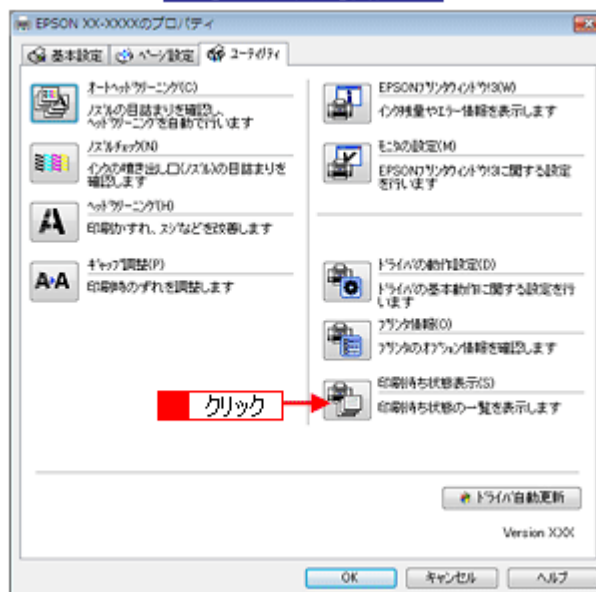 EPSON XX-XXXXのプロパティ
基本設定 ページ設定 ユーティリティ
オートヘッドクリーニング(C)
ノズルの目詰まりを確認し、
ヘッドクリーニングを自動で行います
ノズルチェック(N)
インクの噴き出し口(ノズル)の目詰まりを
確認します
ヘッドクリーニング(H)
印刷かすれ、スジなどを改善します
ギャップ調整(P)
印刷時のずれを調整します
EPSONプリンタウィンドウ!3(W)
インク残量やエラー情報を表示します
モニタの設定(M)
EPSONプリンタウィンドウ!3に関する設定
を行います
ドライバの動作設定(D)
ドライバの基本動作に関する設定を行
います
プリンタ情報(O)
プリンタのオプション情報を確認します
印刷待ち状態表示(S)
印刷待ち状態の一覧を表示します
クリック
ドライバ自動更新
Version XXX
OK キャンセル ヘルプ